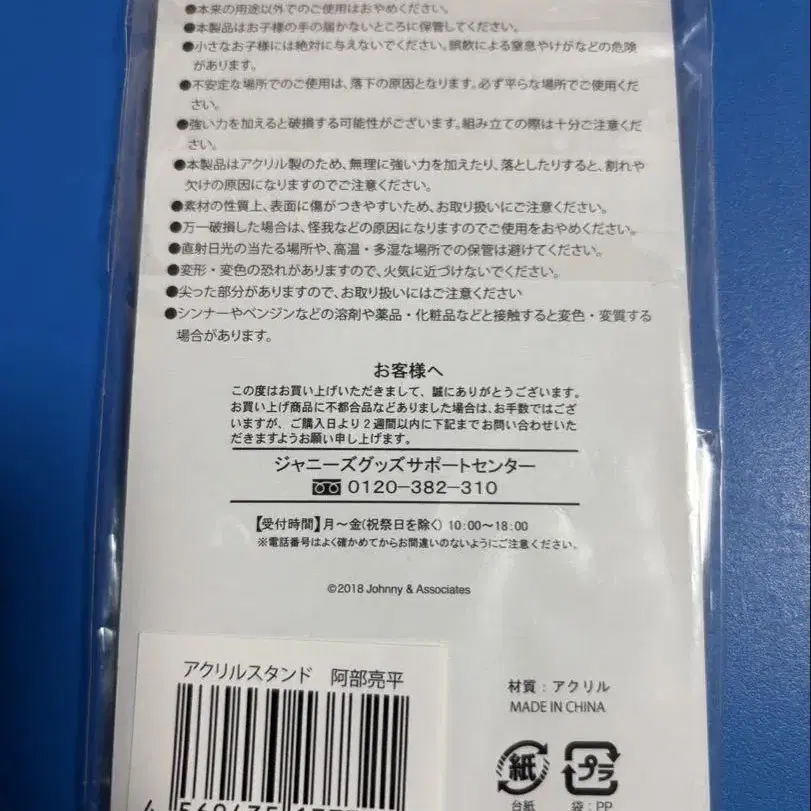 ●本来の用途以外でのご使用はおやめください。
●本製品はお子様の手の届かないところに保管してください。
●小さなお子様には絶対に与えないでください。誤飲による窒息やけがなどの危険
があります。
●不安定な場所でのご使用は、落下の原因となります。必ず平らな場所でご使用くだ
さい。
●強い力を加えると破損する可能性がございます。組み立ての際は十分ご注意くださ
い。
●本製品はアクリル製のため、無理に強い力を加えたり、落としたりすると、割れや
欠けの原因になりますのでご注意ください。
●素材の性質上、表面に傷がつきやすいため、お取り扱いにご注意ください。
●万一破損した場合は、怪我などの原因になりますのでご使用をおやめください。
●直射日光の当たる場所や、高温・多湿な場所での保管は避けてください。
●変形・変色の恐れがありますので、火気に近づけないでください。
●尖った部分がありますので、お取り扱いにはご注意ください
●シンナーやベンジンなどの溶剤や薬品・化粧品などと接触すると変色・変質する
場合があります。
お客様へ
この度はお買い上げいただきまして、誠にありがとうございます。
お買い上げ商品に不都合品などありました場合は、お手数ではござ
いますが、ご購入日より2週間以内に下記までお問い合わせいた
だきますようお願い申し上げます。
ジャニーズグッズサポートセンター
0120-382-310
【受付時間】月〜金(祝祭日を除く) 10:00〜18:00
※電話番号はよく確かめてからお間違いのないようにご注意ください。
©2018 Johnny & Associates
アクリルスタンド 阿部亮平
材質:アクリル
MADE IN CHINA
紙 プラ
台紙 袋:PP